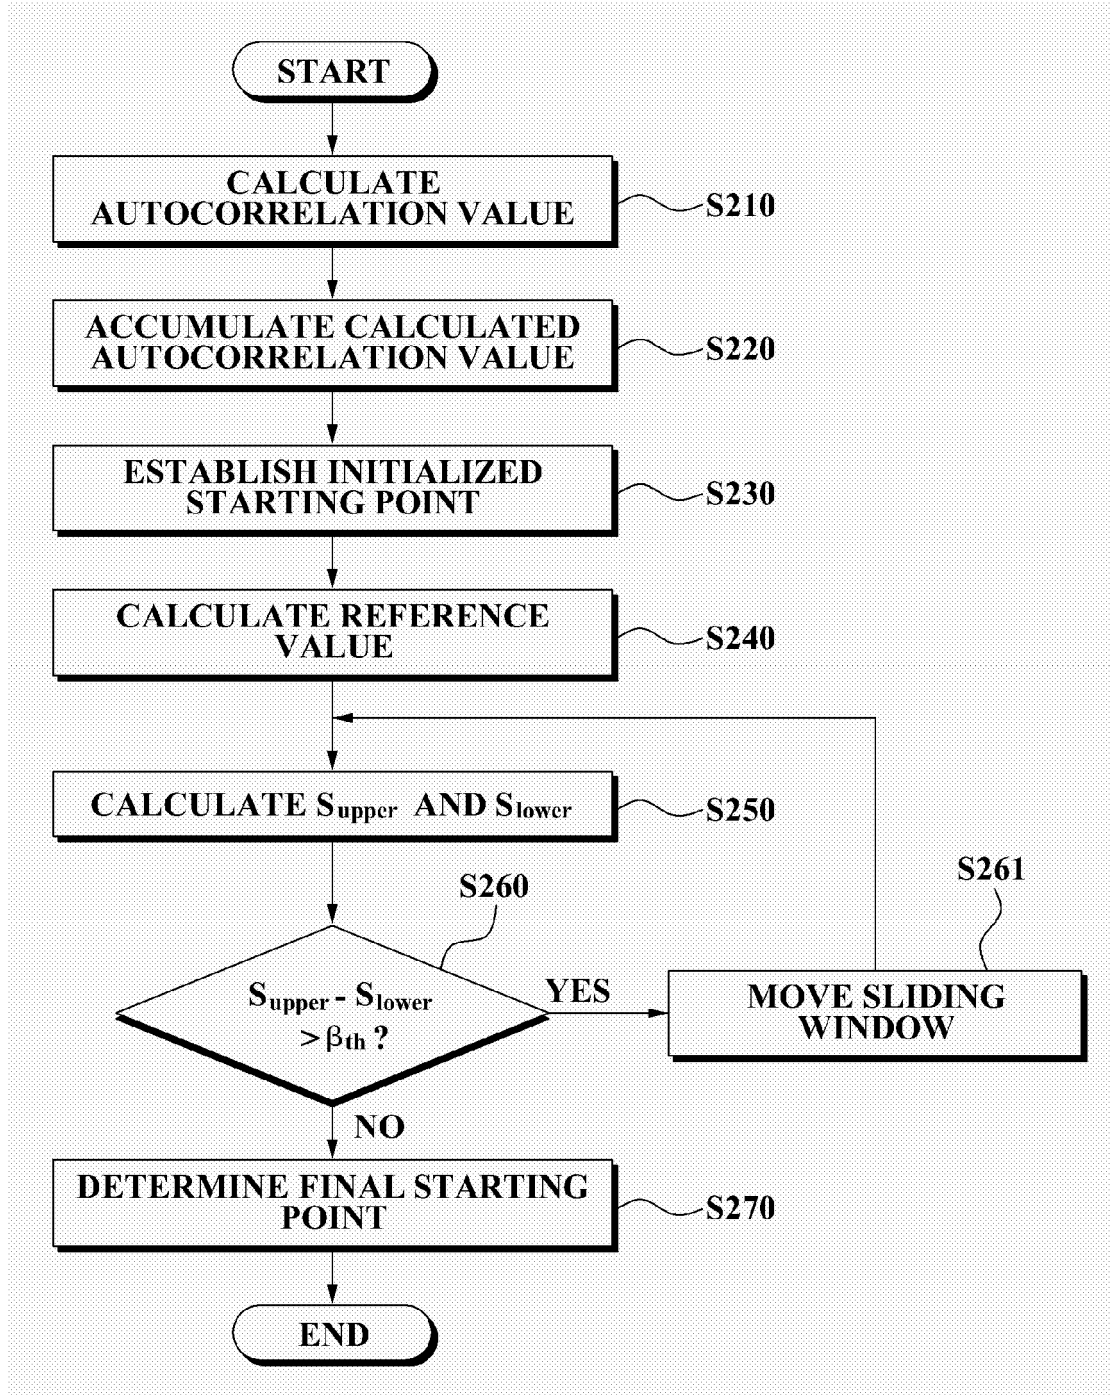 START
CALCULATE
AUTOCORRELATION VALUE
S210
ACCUMULATE CALCULATED
AUTOCORRELATION VALUE
S220
ESTABLISH INITIALIZED
STARTING POINT
S230
CALCULATE REFERENCE
VALUE
S240
CALCULATE Supper AND Slower
S250
S260
S261
Supper - Slower
> βth ?
YES
MOVE SLIDING
WINDOW
NO
DETERMINE FINAL STARTING
POINT
S270
END